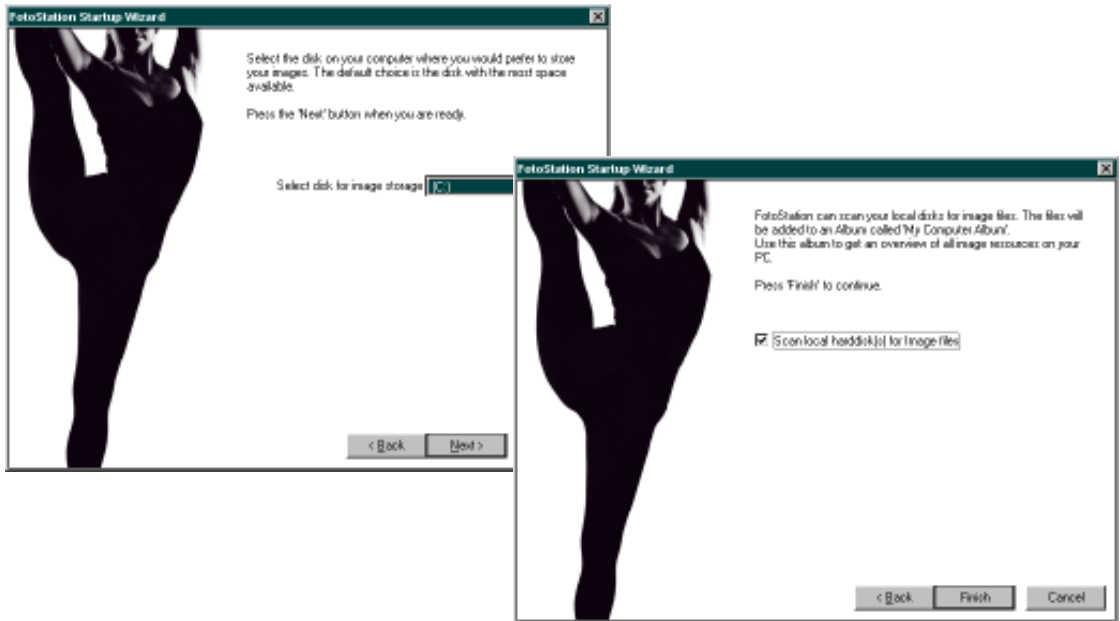 FotoStation Startup Wizard
Select the disk on your computer where you would prefer to store
your images. The default choice is the disk with the most space
available.
Press the 'Next' button when you are ready.
Select disk for image storage (C:)
< Back
Next >
FotoStation Startup Wizard
FotoStation can scan your local disks for image files. The files will
be added to an Album called 'My Computer Album'.
Use this album to get an overview of all image resources on your
PC.
Press 'Finish' to continue.
Scan local harddisk(s) for Image files
< Back
Finish
Cancel